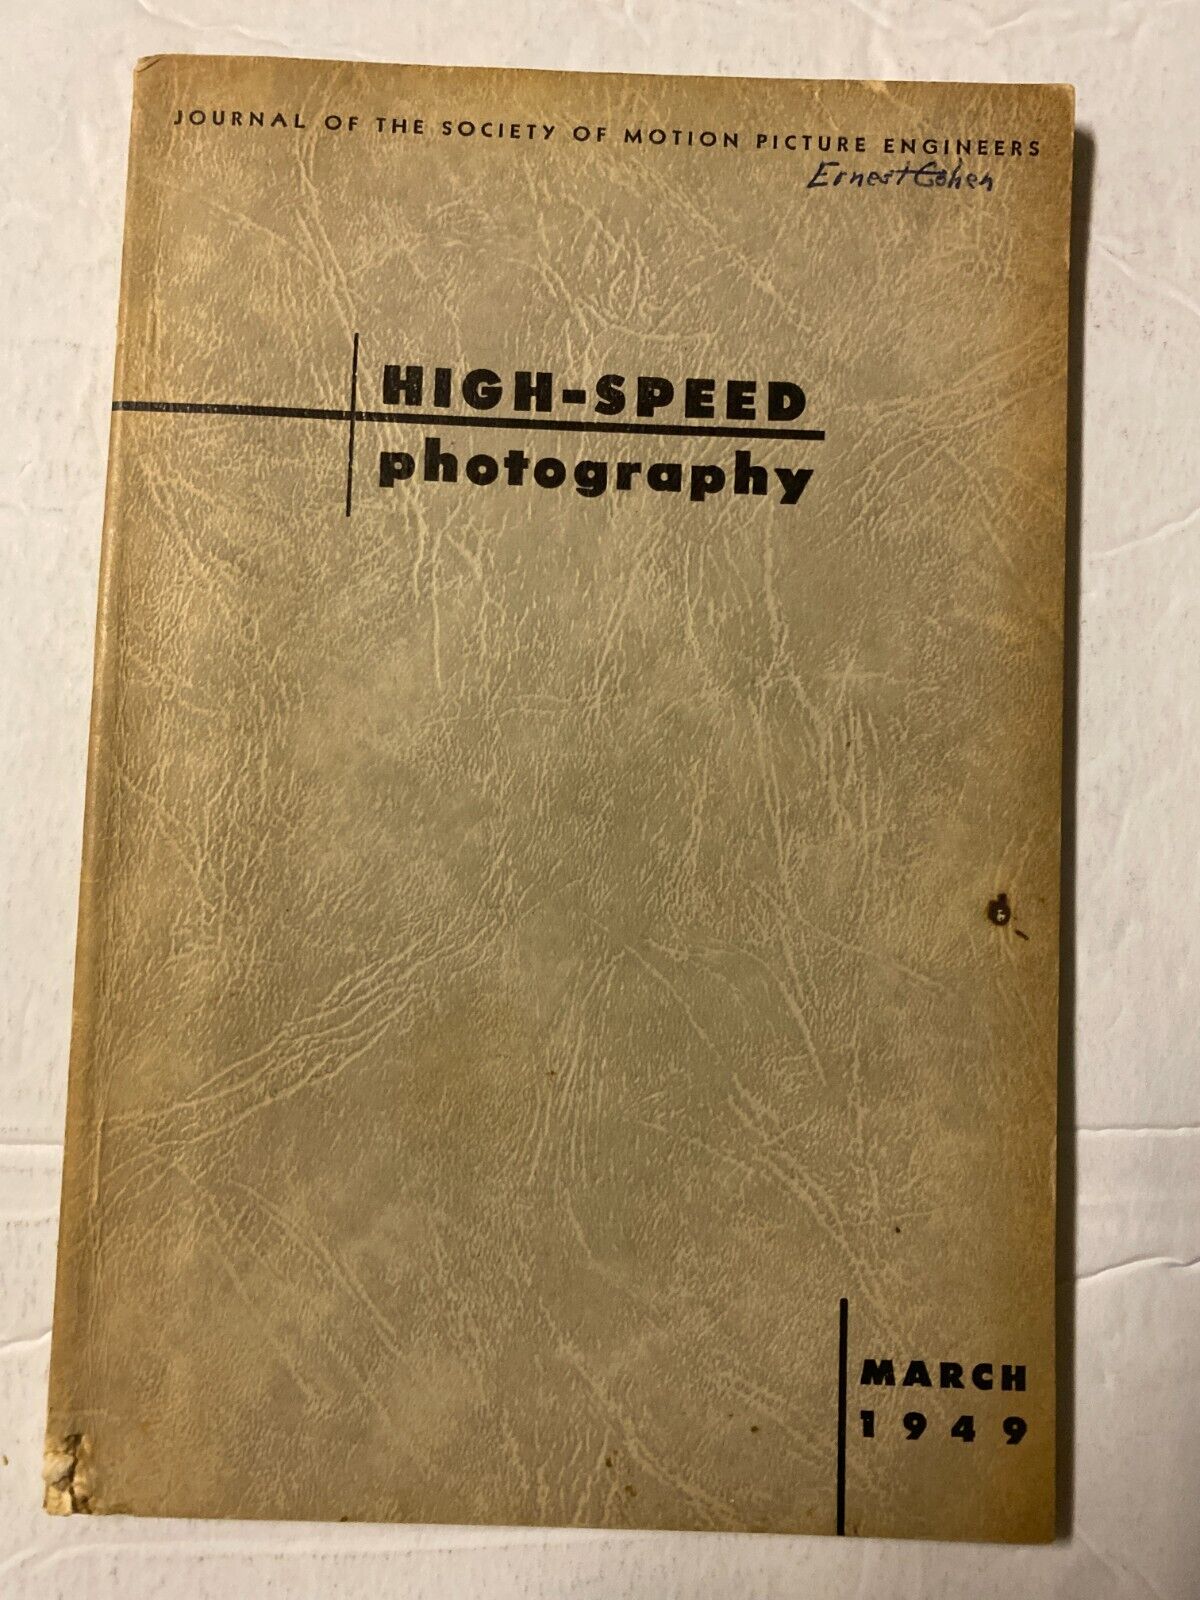 JOURNAL OF THE SOCIETY OF MOTION PICTURE ENGINEERS
Ernest Cohen
HIGH-SPEED
photography
MARCH
1949